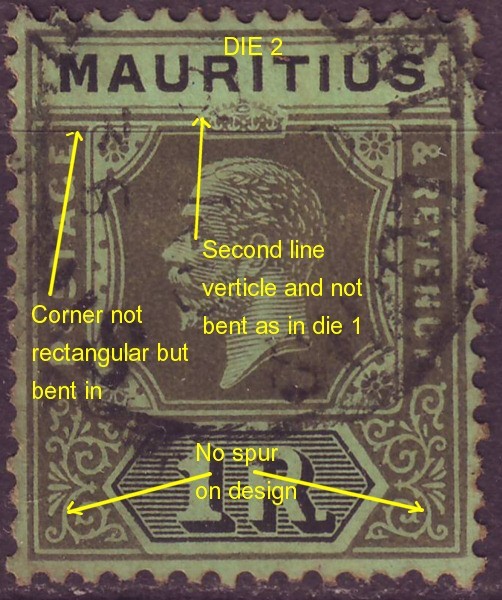 DIE 2
MAURITIUS
POSTAGE
& REVENUE
Second line
verticle and not
bent as in die 1
Corner not
rectangular but
bent in
No spur
on design
1R